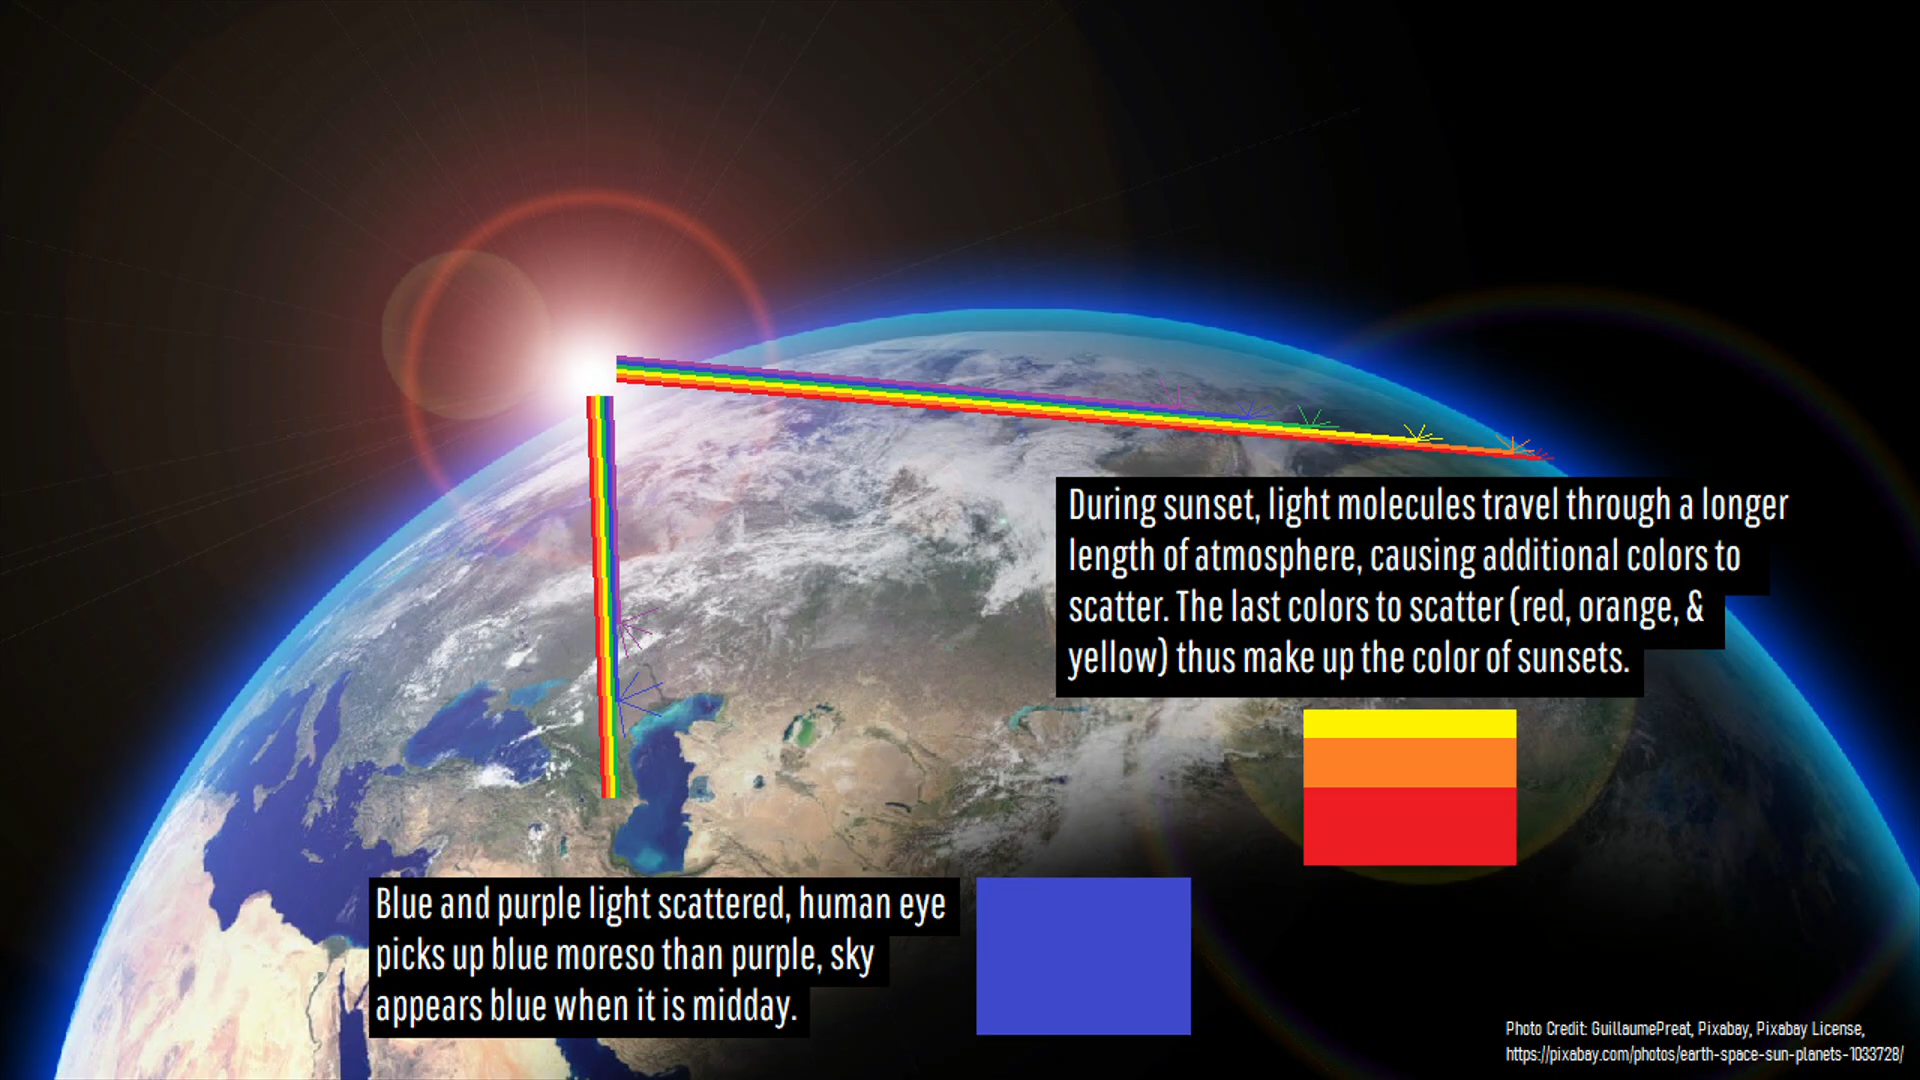 During sunset, light molecules travel through a longer
length of atmosphere, causing additional colors to
scatter. The last colors to scatter (red, orange, &
yellow) thus make up the color of sunsets.
Blue and purple light scattered, human eye
picks up blue moreso than purple, sky
appears blue when it is midday.
Photo Credit: GuillaumePreat, Pixabay, Pixabay License,
https://pixabay.com/photos/earth-space-sun-planets-1033728/